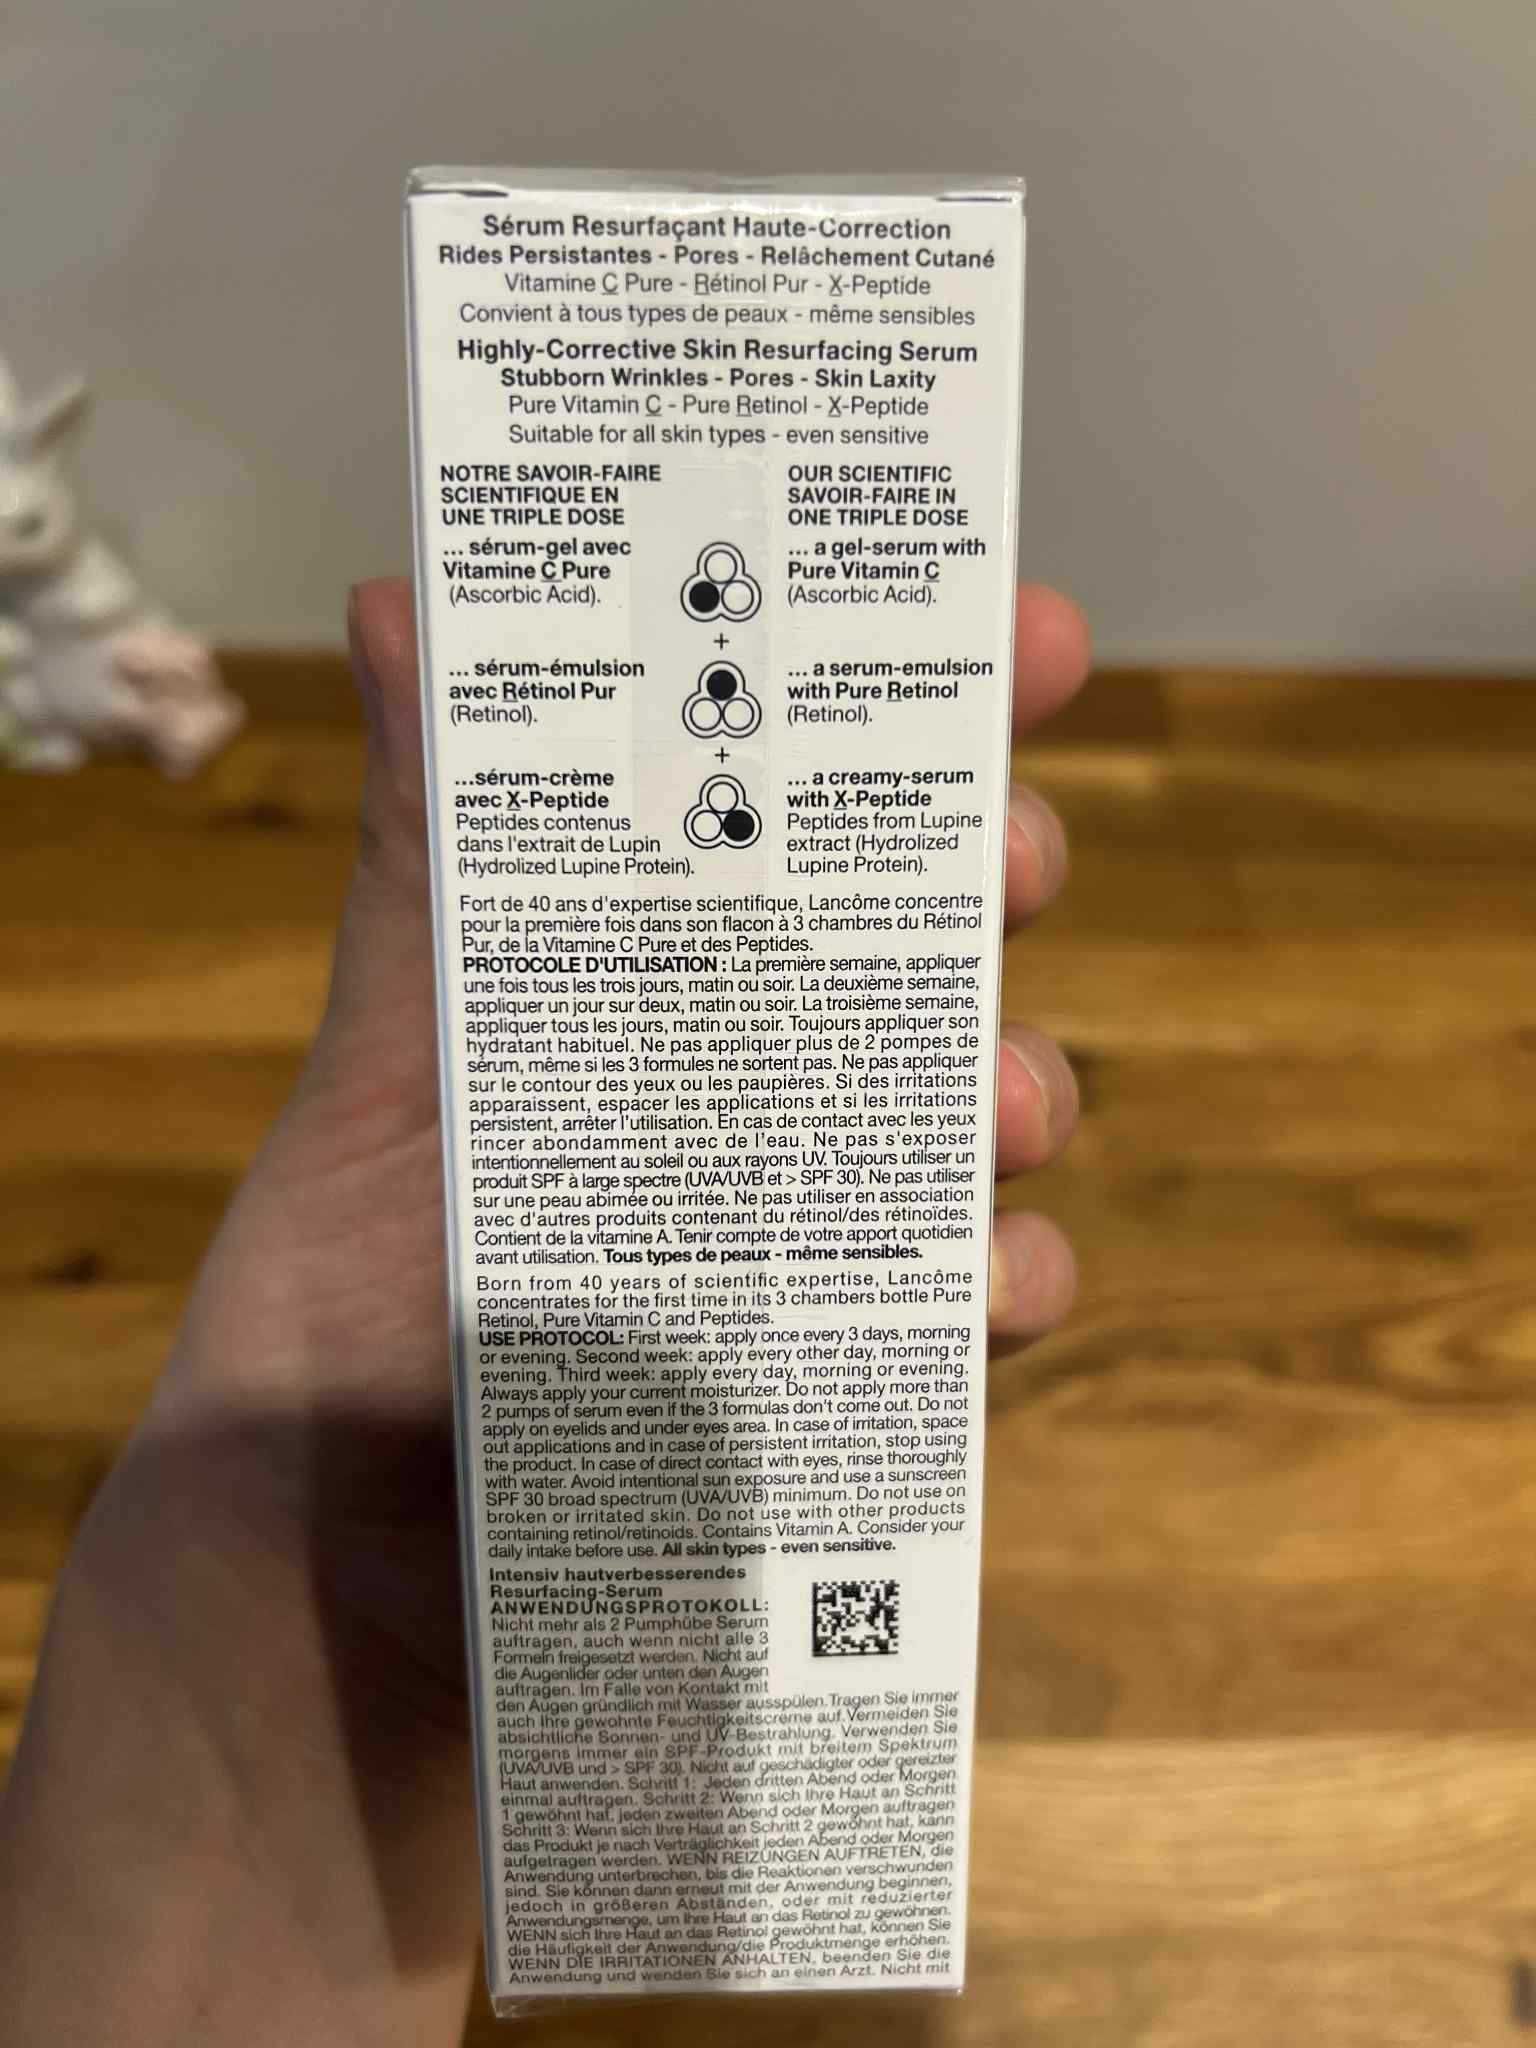 Sérum Resurfaçant Haute-Correction
Rides Persistantes - Pores - Relâchement Cutané
Vitamine C Pure - Rétinol Pur - X-Peptide
Convient à tous types de peaux - même sensibles
Highly-Corrective Skin Resurfacing Serum
Stubborn Wrinkles - Pores - Skin Laxity
Pure Vitamin C - Pure Retinol - X-Peptide
Suitable for all skin types - even sensitive
NOTRE SAVOIR-FAIRE
SCIENTIFIQUE EN
UNE TRIPLE DOSE
... sérum-gel avec
Vitamine C Pure
(Ascorbic Acid).
+
... sérum-émulsion
avec Rétinol Pur
(Retinol).
+
...sérum-crème
avec X-Peptide
Peptides contenus
dans l'extrait de Lupin
(Hydrolized Lupine Protein).
OUR SCIENTIFIC
SAVOIR-FAIRE IN
ONE TRIPLE DOSE
... a gel-serum with
Pure Vitamin C
(Ascorbic Acid).
... a serum-emulsion
with Pure Retinol
(Retinol).
... a creamy-serum
with X-Peptide
Peptides from Lupine
extract (Hydrolized
Lupine Protein).
Fort de 40 ans d'expertise scientifique, Lancôme concentre
pour la première fois dans son flacon à 3 chambres du Rétinol
Pur, de la Vitamine C Pure et des Peptides.
PROTOCOLE D'UTILISATION : La première semaine, appliquer
une fois tous les trois jours, matin ou soir. La deuxième semaine,
appliquer un jour sur deux, matin ou soir. La troisième semaine,
appliquer tous les jours, matin ou soir. Toujours appliquer son
hydratant habituel. Ne pas appliquer plus de 2 pompes de
sérum, même si les 3 formules ne sortent pas. Ne pas appliquer
sur le contour des yeux ou les paupières. Si des irritations
apparaissent, espacer les applications et si les irritations
persistent, arrêter l'utilisation. En cas de contact avec les yeux
rincer abondamment avec de l'eau. Ne pas s'exposer
intentionnellement au soleil ou aux rayons UV. Toujours utiliser un
produit SPF à large spectre (UVA/UVB et > SPF 30). Ne pas utiliser
sur une peau abimée ou irritée. Ne pas utiliser en association
avec d'autres produits contenant du rétinol/des rétinoïdes.
Contient de la vitamine A. Tenir compte de votre apport quotidien
avant utilisation. Tous types de peaux - même sensibles.
Born from 40 years of scientific expertise, Lancôme
concentrates for the first time in its 3 chambers bottle Pure
Retinol, Pure Vitamin C and Peptides.
USE PROTOCOL: First week: apply once every 3 days, morning
or evening. Second week: apply every other day, morning or
evening. Third week: apply every day, morning or evening.
Always apply your current moisturizer. Do not apply more than
2 pumps of serum even if the 3 formulas don't come out. Do not
apply on eyelids and under eyes area. In case of irritation, space
out applications and in case of persistent irritation, stop using
the product. In case of direct contact with eyes, rinse thoroughly
with water. Avoid intentional sun exposure and use a sunscreen
SPF 30 broad spectrum (UVA/UVB) minimum. Do not use on
broken or irritated skin. Do not use with other products
containing retinol/retinoids. Contains Vitamin A. Consider your
daily intake before use. All skin types - even sensitive.
Intensiv hautverbesserendes
Resurfacing-Serum
ANWENDUNGSPROTOKOLL:
Nicht mehr als 2 Pumphübe Serum
auftragen, auch wenn nicht alle 3
Formeln freigesetzt werden. Nicht auf
die Augenlider oder unten den Augen
auftragen. Im Falle von Kontakt mit
den Augen gründlich mit Wasser ausspülen. Tragen Sie immer
auch Ihre gewohnte Feuchtigkeitscreme auf. Vermeiden Sie
absichtliche Sonnen- und UV-Bestrahlung. Verwenden Sie
morgens immer ein SPF-Produkt mit breitem Spektrum
(UVA/UVB und > SPF 30). Nicht auf geschädigter oder gereizter
Haut anwenden. Schritt 1: Jeden dritten Abend oder Morgen
einmal auftragen. Schritt 2: Wenn sich Ihre Haut an Schritt
1 gewöhnt hat, jeden zweiten Abend oder Morgen auftragen
Schritt 3: Wenn sich Ihre Haut an Schritt 2 gewöhnt hat, kann
das Produkt je nach Verträglichkeit jeden Abend oder Morgen
aufgetragen werden. WENN REIZUNGEN AUFTRETEN, die
Anwendung unterbrechen, bis die Reaktionen verschwunden
sind. Sie können dann erneut mit der Anwendung beginnen,
jedoch in größeren Abständen, oder mit reduzierter
Anwendungsmenge, um Ihre Haut an das Retinol zu gewöhnen.
WENN sich Ihre Haut an das Retinol gewöhnt hat, können Sie
die Häufigkeit der Anwendung/die Produktmenge erhöhen.
WENN DIE IRRITATIONEN ANHALTEN, beenden Sie die
Anwendung und wenden Sie sich an einen Arzt. Nicht mit